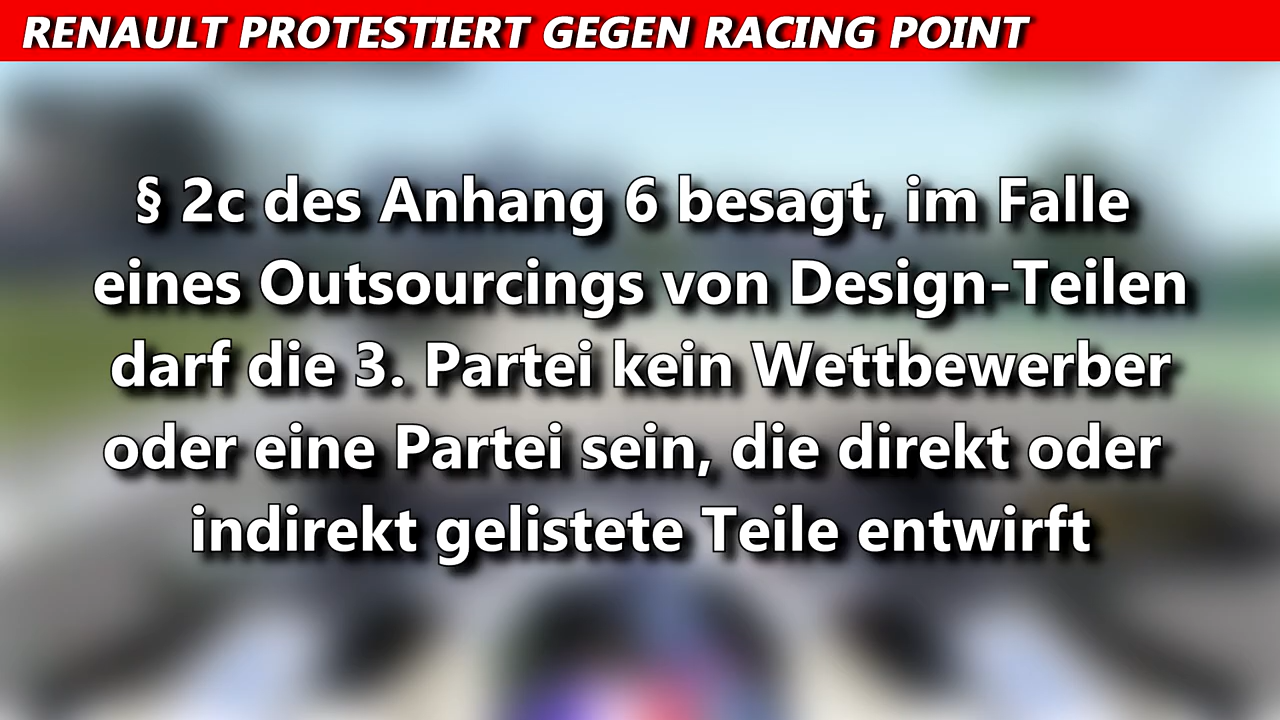 RENAULT PROTESTIERT GEGEN RACING POINT
§ 2c des Anhang 6 besagt, im Falle
eines Outsourcings von Design-Teilen
darf die 3. Partei kein Wettbewerber
oder eine Partei sein, die direkt oder
indirekt gelistete Teile entwirft